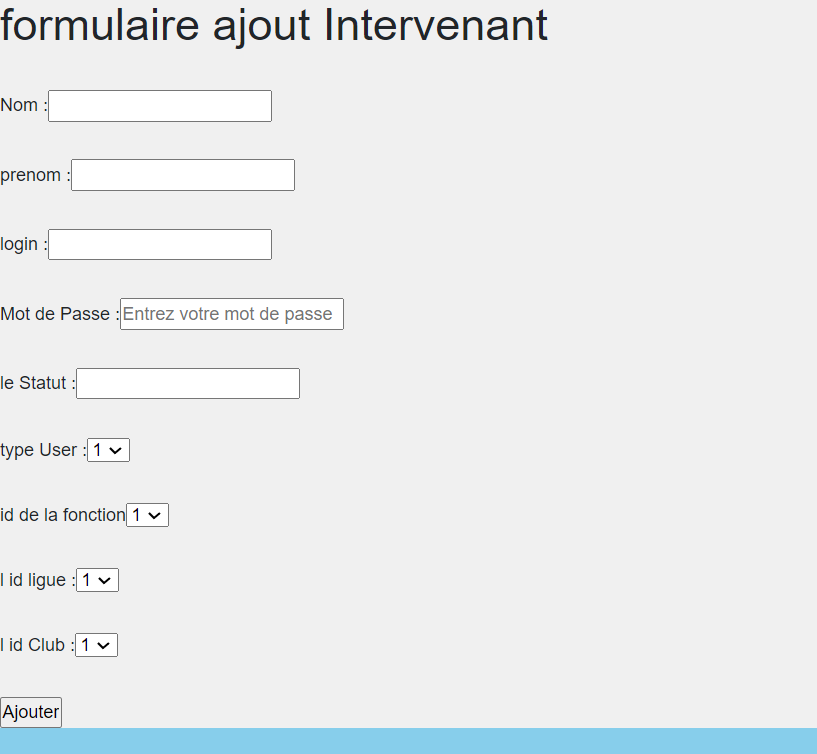 formulaire ajout Intervenant
Nom :
prenom :
login :
Mot de Passe : Entrez votre mot de passe
le Statut :
type User : 1
id de la fonction 1
l id ligue : 1
l id Club : 1
Ajouter